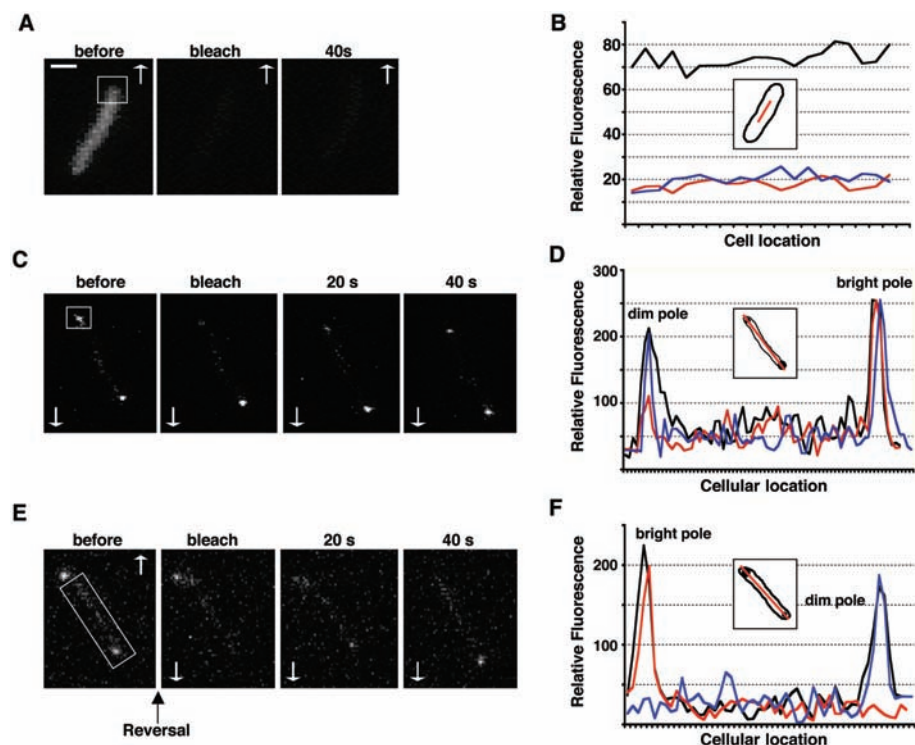 A
before
bleach
40s
B
Relative Fluorescence
80
60
40
20
Cell location
C
before
bleach
20 s
40 s
D
Relative Fluorescence
300
200
100
dim pole
bright pole
Cellular location
E
before
bleach
20 s
40 s
Reversal
F
Relative Fluorescence
200
100
bright pole
dim pole
Cellular location